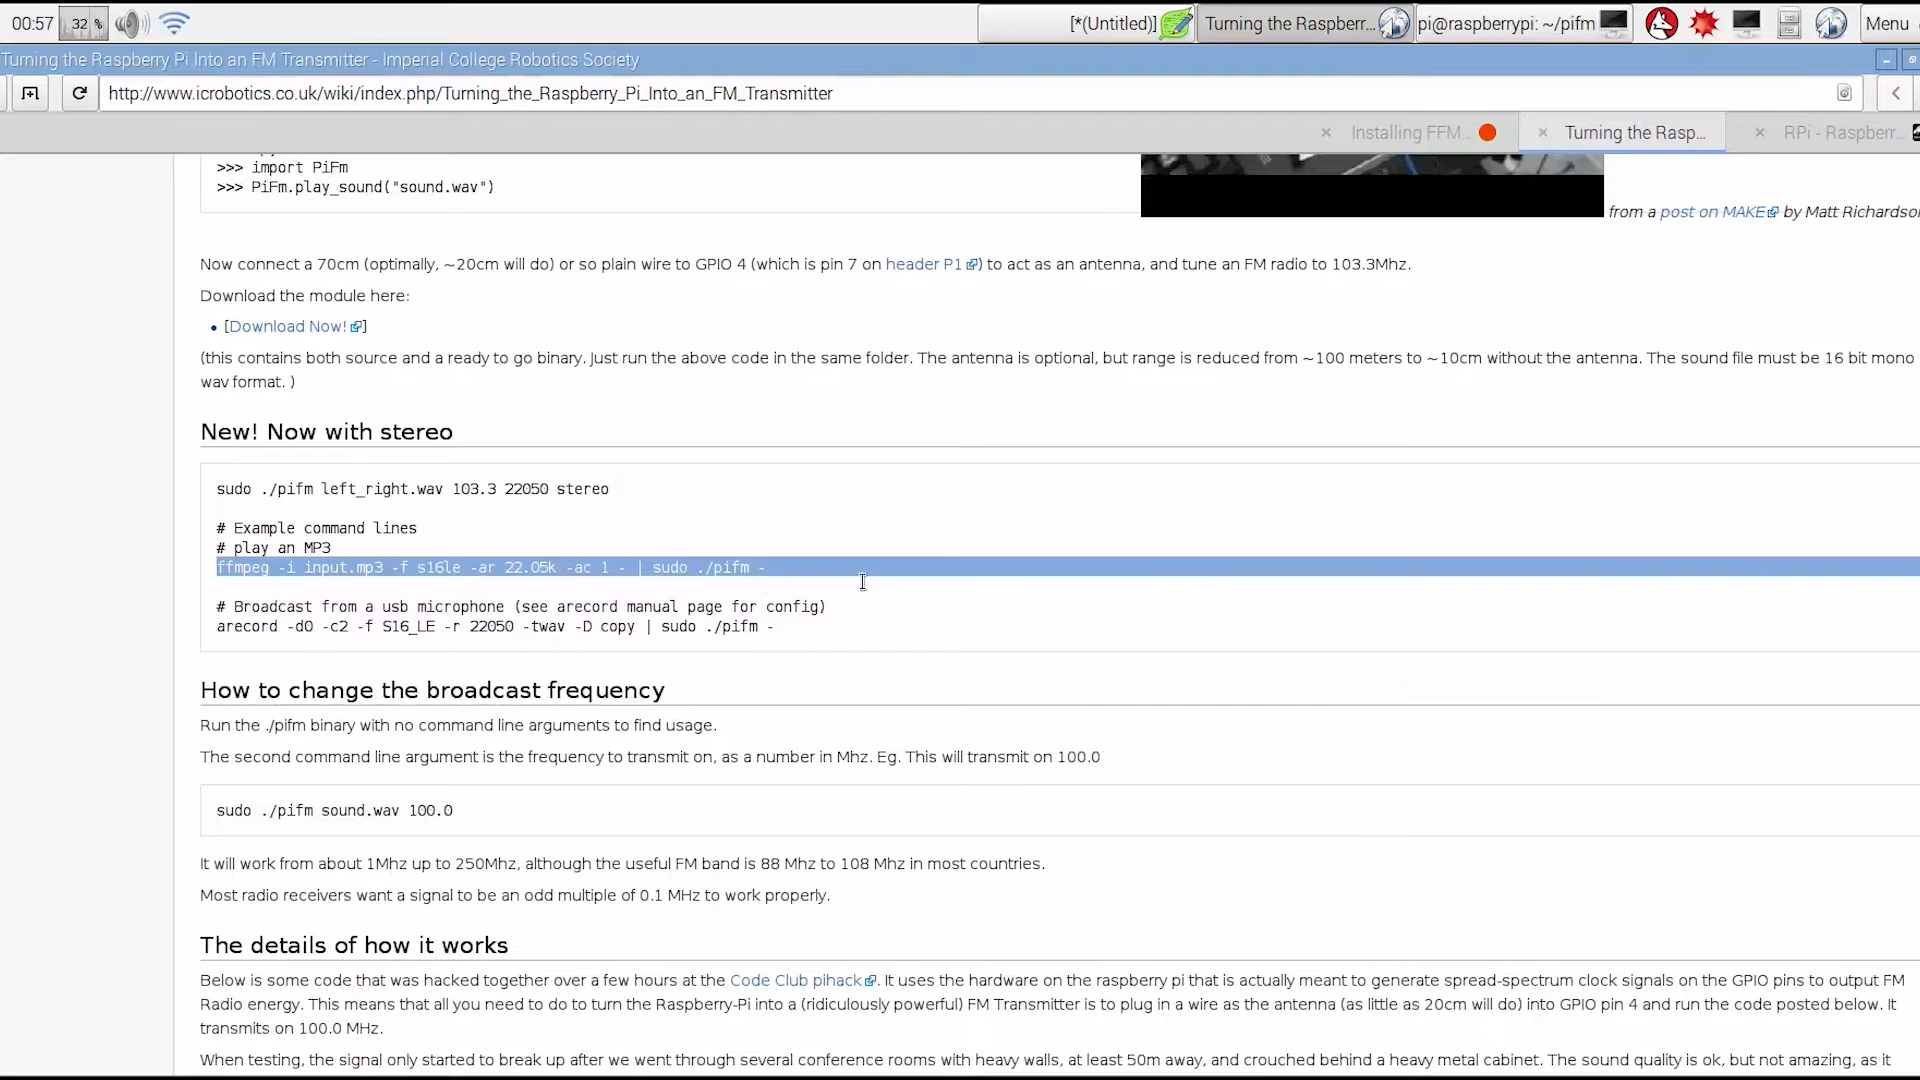 00:57 32 % [*(Untitled)] Turning the Raspberr... pi@raspberrypi: ~/pifm Menu
Turning the Raspberry Pi Into an FM Transmitter - Imperial College Robotics Society
http://www.icrobotics.co.uk/wiki/index.php/Turning_the_Raspberry_Pi_Into_an_FM_Transmitter
Installing FFM... Turning the Rasp... RPi - Raspberr...
>>> import PiFm
>>> PiFm.play_sound("sound.wav")
from a post on MAKE by Matt Richardson
Now connect a 70cm (optimally, ~20cm will do) or so plain wire to GPIO 4 (which is pin 7 on header P1) to act as an antenna, and tune an FM radio to 103.3Mhz.
Download the module here:
[Download Now!]
(this contains both source and a ready to go binary. Just run the above code in the same folder. The antenna is optional, but range is reduced from ~100 meters to ~10cm without the antenna. The sound file must be 16 bit mono
wav format. )
New! Now with stereo
sudo ./pifm left_right.wav 103.3 22050 stereo
# Example command lines
# play an MP3
ffmpeg -i input.mp3 -f s16le -ar 22.05k -ac 1 - | sudo ./pifm -
# Broadcast from a usb microphone (see arecord manual page for config)
arecord -d0 -c2 -f S16_LE -r 22050 -twav -D copy | sudo ./pifm -
How to change the broadcast frequency
Run the ./pifm binary with no command line arguments to find usage.
The second command line argument is the frequency to transmit on, as a number in Mhz. Eg. This will transmit on 100.0
sudo ./pifm sound.wav 100.0
It will work from about 1Mhz up to 250Mhz, although the useful FM band is 88 Mhz to 108 Mhz in most countries.
Most radio receivers want a signal to be an odd multiple of 0.1 MHz to work properly.
The details of how it works
Below is some code that was hacked together over a few hours at the Code Club pihack. It uses the hardware on the raspberry pi that is actually meant to generate spread-spectrum clock signals on the GPIO pins to output FM
Radio energy. This means that all you need to do to turn the Raspberry-Pi into a (ridiculously powerful) FM Transmitter is to plug in a wire as the antenna (as little as 20cm will do) into GPIO pin 4 and run the code posted below. It
transmits on 100.0 MHz.
When testing, the signal only started to break up after we went through several conference rooms with heavy walls, at least 50m away, and crouched behind a heavy metal cabinet. The sound quality is ok, but not amazing, as it